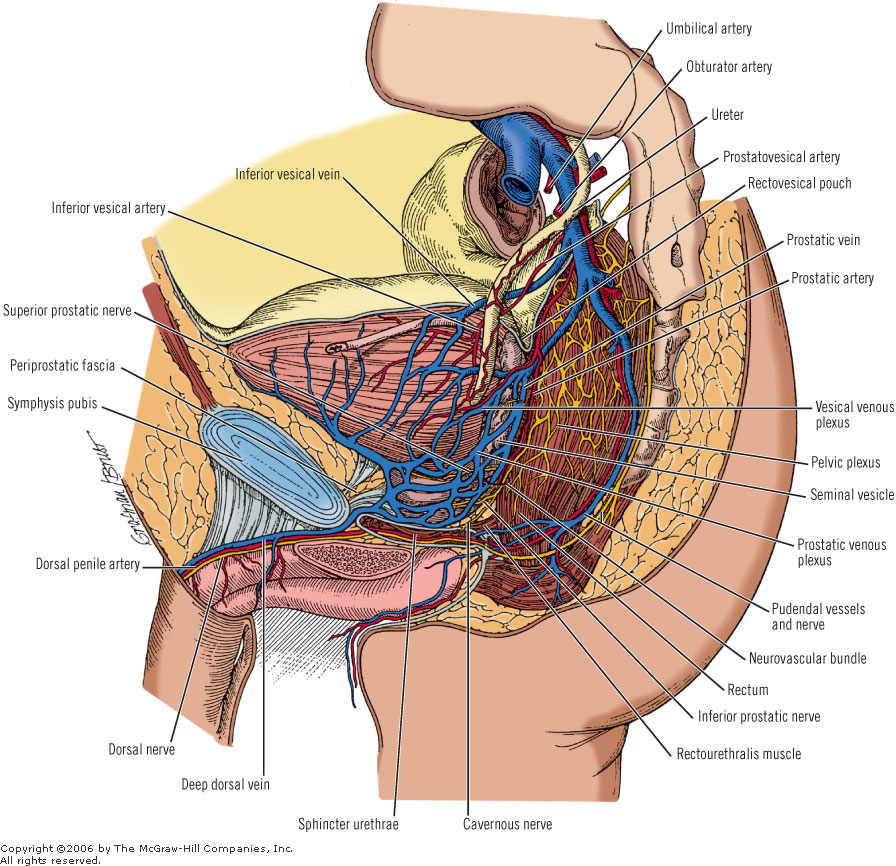 Umbilical artery
Obturator artery
Ureter
Prostatovesical artery
Rectovesical pouch
Prostatic vein
Prostatic artery
Vesical venous
plexus
Pelvic plexus
Seminal vesicle
Prostatic venous
plexus
Pudendal vessels
and nerve
Neurovascular bundle
Rectum
Inferior prostatic nerve
Rectourethralis muscle
Inferior vesical vein
Inferior vesical artery
Superior prostatic nerve
Periprostatic fascia
Symphysis pubis
Dorsal penile artery
Dorsal nerve
Deep dorsal vein
Sphincter urethrae
Cavernous nerve
Copyright ©2006 by The McGraw-Hill Companies, Inc.
All rights reserved.